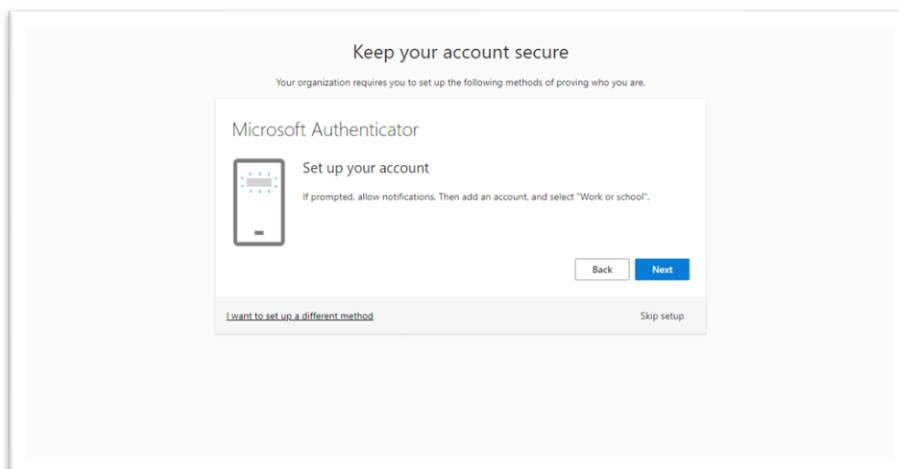 Keep your account secure
Your organization requires you to set up the following methods of proving who you are.
Microsoft Authenticator
Set up your account
If prompted, allow notifications. Then add an account, and select "Work or school".
Back Next
I want to set up a different method Skip setup